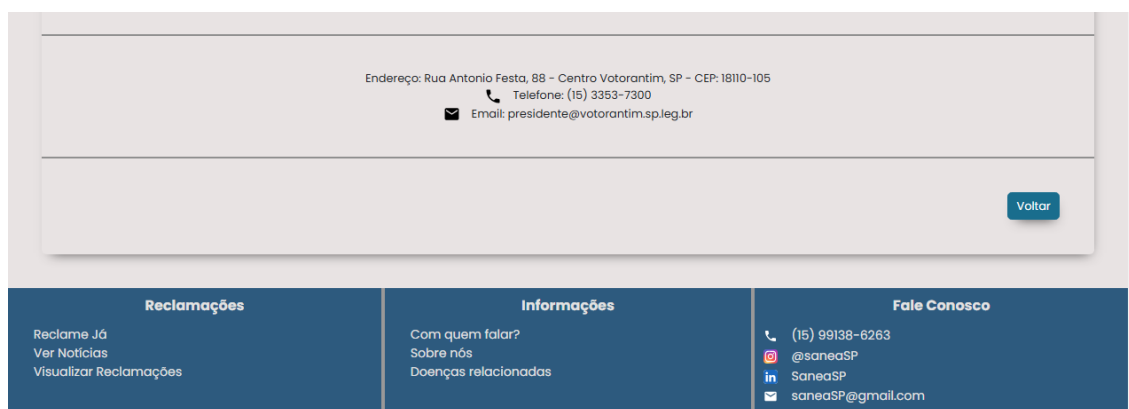 Endereço: Rua Antonio Festa, 88 - Centro Votorantim, SP - CEP: 18110-105
Telefone: (15) 3353-7300
Email: presidente@votorantim.sp.leg.br
Voltar
Reclamações
Reclame Já
Ver Notícias
Visualizar Reclamações
Informações
Com quem falar?
Sobre nós
Doenças relacionadas
Fale Conosco
(15) 99138-6263
@saneaSP
in SaneaSP
saneaSP@gmail.com